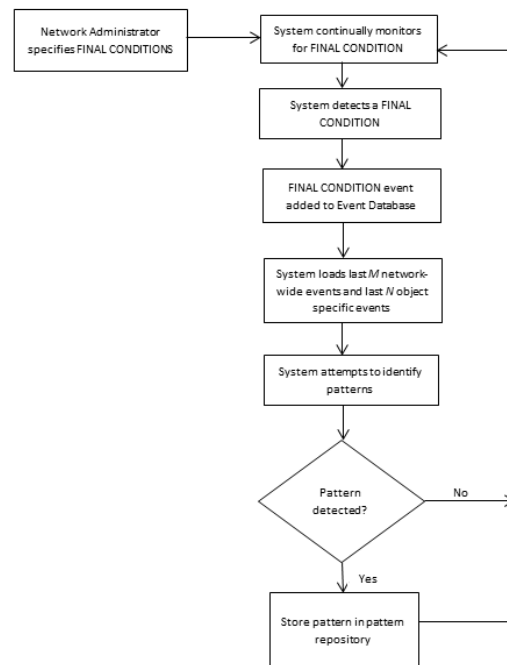 Network Administrator
specifies FINAL CONDITIONS
System continually monitors
for FINAL CONDITION
System detects a FINAL
CONDITION
FINAL CONDITION event
added to Event Database
System loads last M network-
wide events and last N object
specific events
System attempts to identify
patterns
Pattern
detected?
No
Yes
Store pattern in pattern
repository